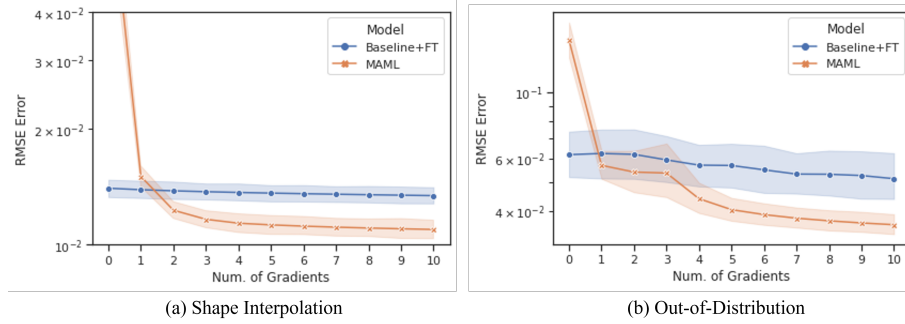 4 × 10⁻²
3 × 10⁻²
2 × 10⁻²
10⁻²
RMSE Error
Model
Baseline+FT
MAML
0 1 2 3 4 5 6 7 8 9 10
Num. of Gradients
(a) Shape Interpolation
10⁻¹
6 × 10⁻²
4 × 10⁻²
RMSE Error
Model
Baseline+FT
MAML
0 1 2 3 4 5 6 7 8 9 10
Num. of Gradients
(b) Out-of-Distribution